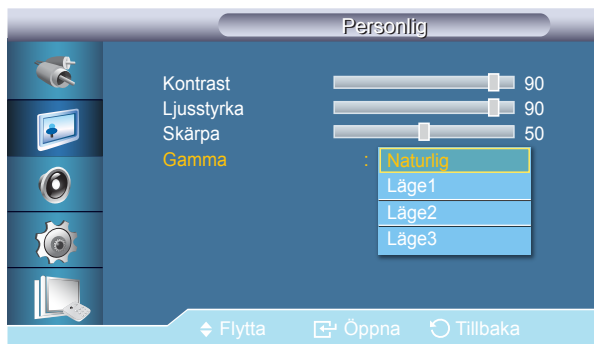 Personlig
Kontrast 90
Ljusstyrka 90
Skärpa 50
Gamma : Naturlig
Läge1
Läge2
Läge3
Flytta Öppna Tillbaka